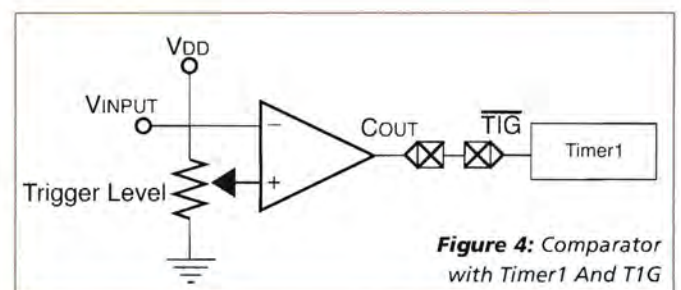 VDD
VINPUT
−
COUT
TIG
Timer1
Trigger Level
+
Figure 4: Comparator
with Timer1 And T1G